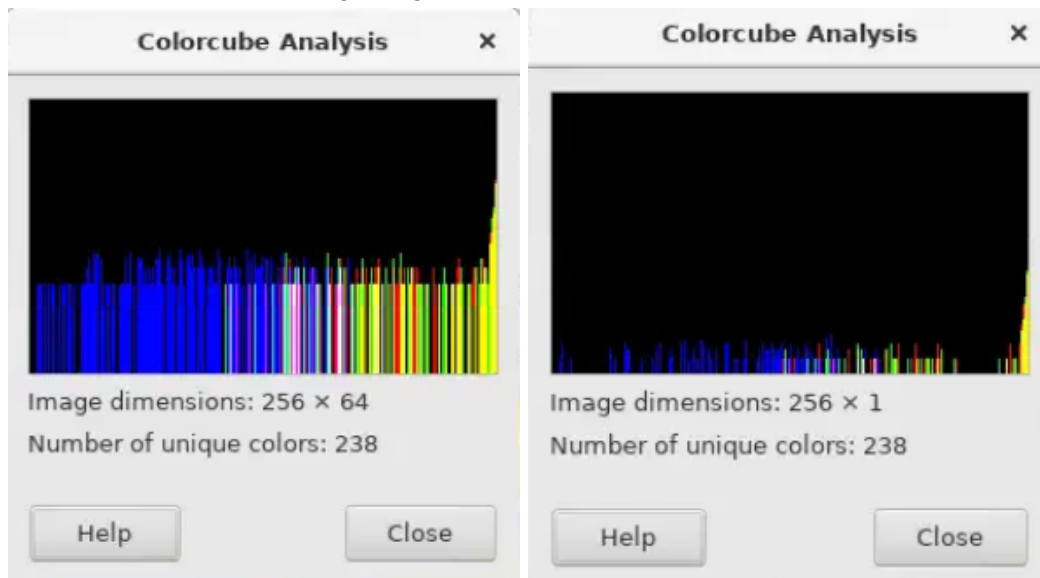 Colorcube Analysis ×
Image dimensions: 256 × 64
Number of unique colors: 238
Help
Close
Colorcube Analysis ×
Image dimensions: 256 × 1
Number of unique colors: 238
Help
Close